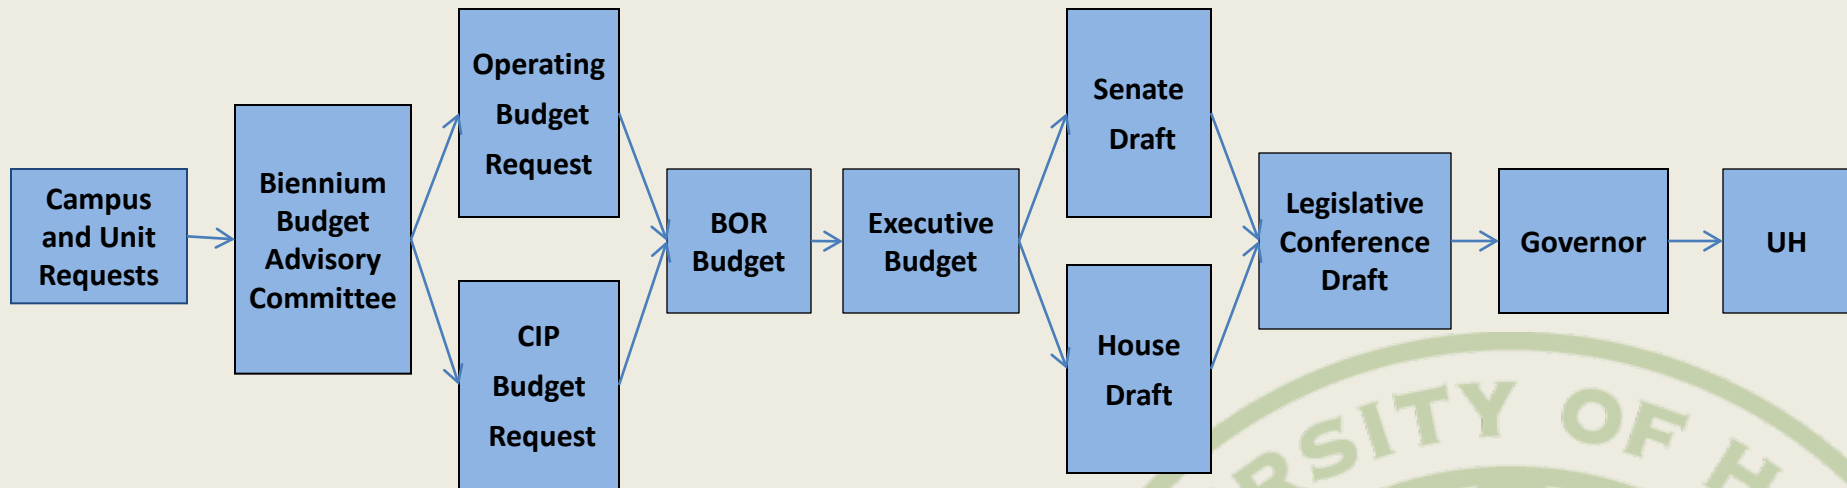 Campus
and Unit
Requests
Biennium
Budget
Advisory
Committee
Operating
Budget
Request
CIP
Budget
Request
BOR
Budget
Executive
Budget
Senate
Draft
House
Draft
Legislative
Conference
Draft
Governor
UH
RSITY OF H